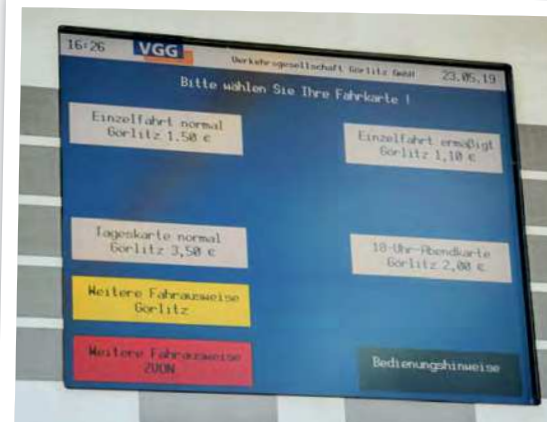 16:26 VGG Verkehrsgesellschaft Görlitz GmbH 23.05.19
Bitte wählen Sie Ihre Fahrkarte !
Einzelfahrt normal
Görlitz 1.50 €
Einzelfahrt ermäßigt
Görlitz 1,10 €
Tageskarte normal
Görlitz 3,50 €
18-Uhr-Abendkarte
Görlitz 2,00 €
Weitere Fahrausweise
Görlitz
Weitere Fahrausweise
ZVON
Bedienungshinweise